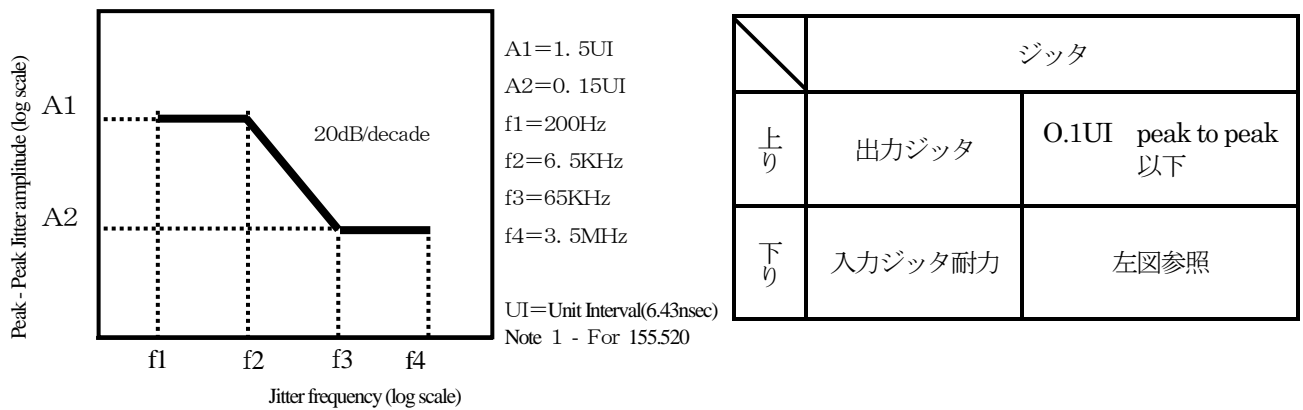 Peak - Peak Jitter amplitude (log scale)
A1
A2
20dB/decade
f1
f2
f3
f4
Jitter frequency (log scale)
A1＝1．5UI
A2＝0．15UI
f1＝200Hz
f2＝6．5KHz
f3＝65KHz
f4＝3．5MHz
UI＝Unit Interval(6.43nsec)
Note 1 - For 155.520
ジッタ
上り
出力ジッタ
O.1UI peak to peak
以下
下り
入力ジッタ耐力
左図参照